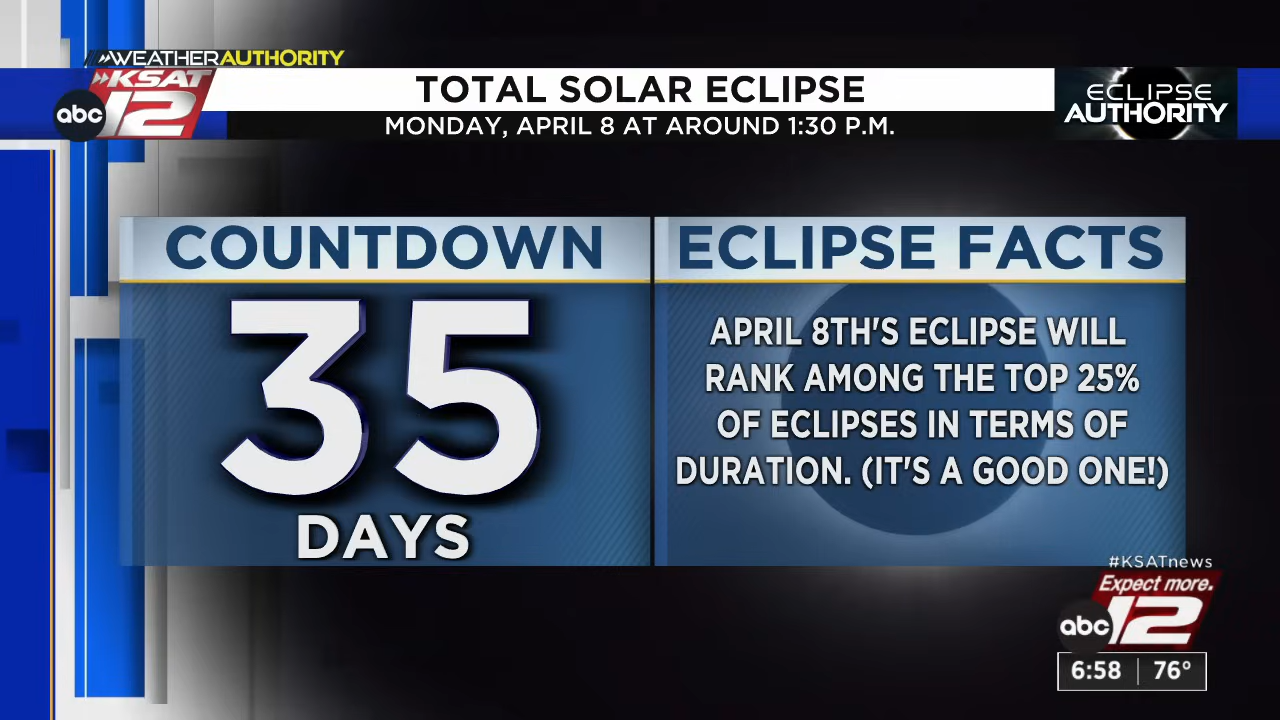 WEATHERAUTHORITY
KSAT
abc 12
TOTAL SOLAR ECLIPSE
MONDAY, APRIL 8 AT AROUND 1:30 P.M.
ECLIPSE
AUTHORITY
COUNTDOWN
35
DAYS
ECLIPSE FACTS
APRIL 8TH'S ECLIPSE WILL
RANK AMONG THE TOP 25%
OF ECLIPSES IN TERMS OF
DURATION. (IT'S A GOOD ONE!)
#KSATnews
Expect more.
abc 12
6:58 76°